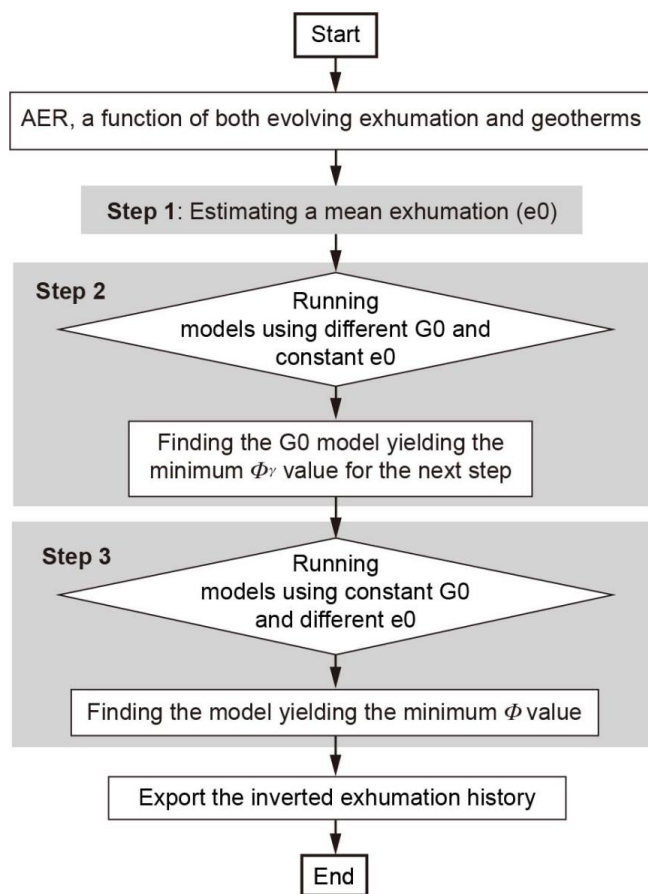 Start
AER, a function of both evolving exhumation and geotherms
Step 1: Estimating a mean exhumation (e0)
Step 2
Running
models using different G0 and
constant e0
Finding the G0 model yielding the
minimum Φᵞ value for the next step
Step 3
Running
models using constant G0
and different e0
Finding the model yielding the minimum Φ value
Export the inverted exhumation history
End